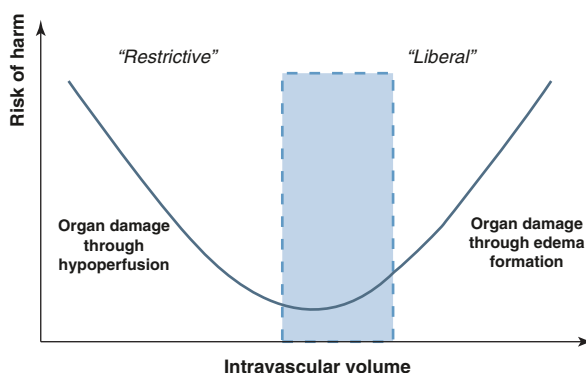 Risk of harm
“Restrictive”
“Liberal”
Organ damage
through
hypoperfusion
Organ damage
through edema
formation
Intravascular volume